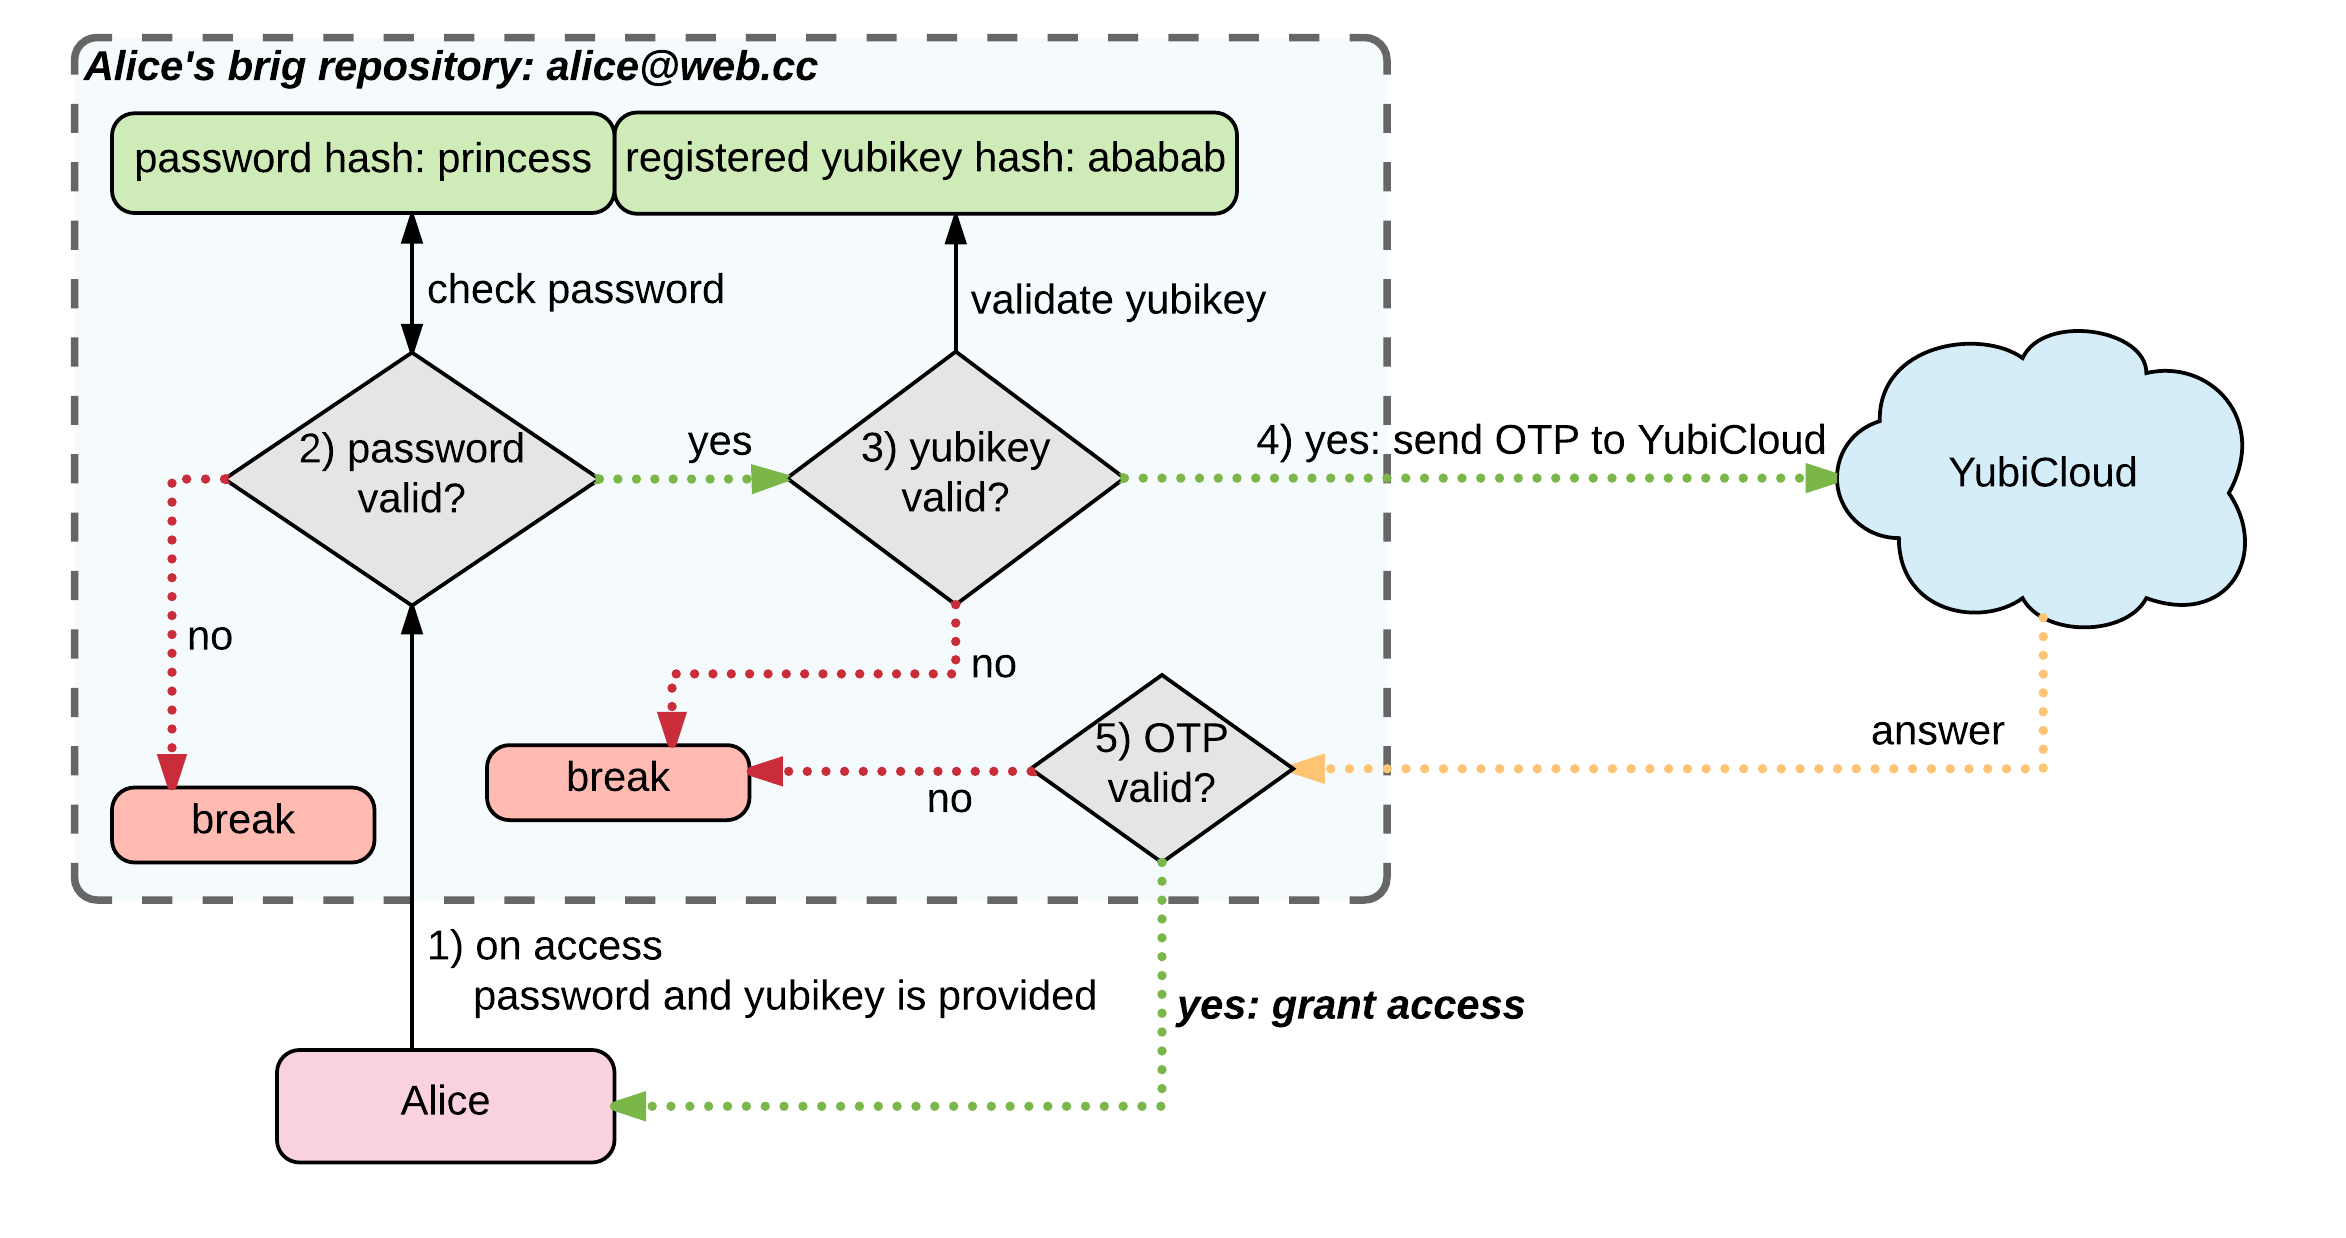 Alice's brig repository: alice@web.cc
password hash: princess
registered yubikey hash: ababab
check password
validate yubikey
2) password
valid?
yes
3) yubikey
valid?
4) yes: send OTP to YubiCloud
YubiCloud
no
no
5) OTP
valid?
answer
break
no
break
1) on access
password and yubikey is provided
yes: grant access
Alice